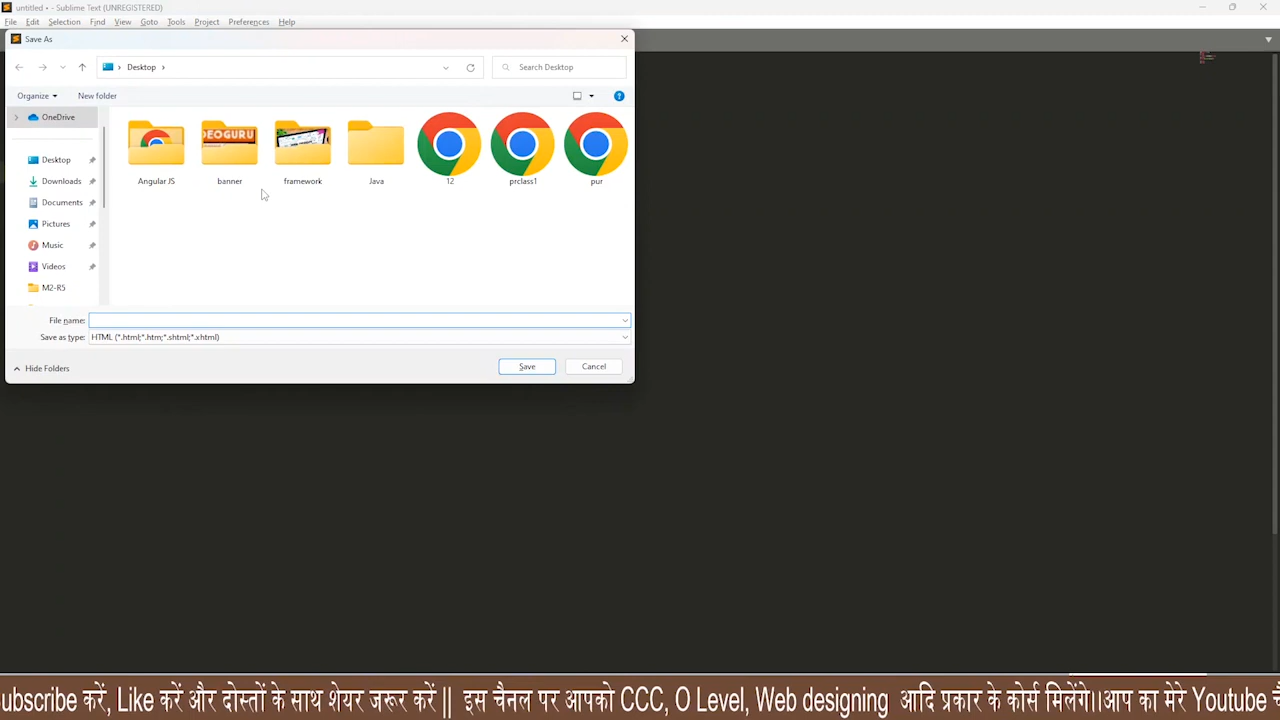 untitled • - Sublime Text (UNREGISTERED)
File Edit Selection Find View Goto Tools Project Preferences Help
Save As
Desktop
Search Desktop
Organize
New folder
OneDrive
Desktop
Downloads
Documents
Pictures
Music
Videos
M2-R5
DEOGURU
Angular JS
banner
framework
Java
12
prclass1
pur
File name:
Save as type: HTML (*.html;*.htm;*.shtml;*.xhtml)
Hide Folders
Save
Cancel
ubscribe करें, Like करें और दोस्तों के साथ शेयर जरूर करें || इस चैनल पर आपको CCC, O Level, Web designing आदि प्रकार के कोर्स मिलेंगे।।आप का मेरे Youtube चै